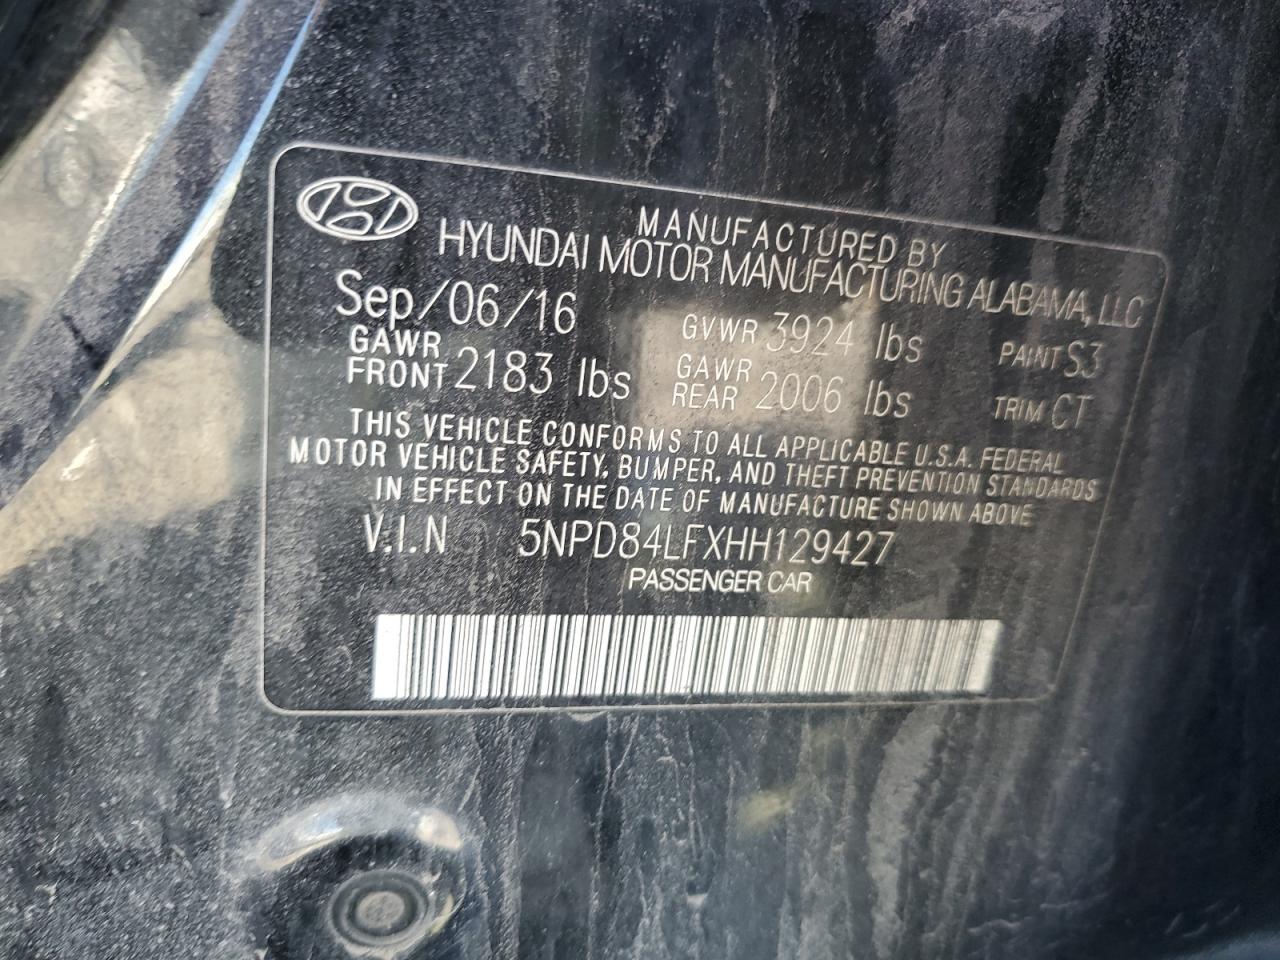 MANUFACTURED BY
HYUNDAI MOTOR MANUFACTURING ALABAMA, LLC
Sep/06/16 GVWR 3924 lbs PAINT S3
GAWR FRONT 2183 lbs GAWR REAR 2006 lbs TRIM CT
THIS VEHICLE CONFORMS TO ALL APPLICABLE U.S.A. FEDERAL
MOTOR VEHICLE SAFETY, BUMPER, AND THEFT PREVENTION STANDARDS
IN EFFECT ON THE DATE OF MANUFACTURE SHOWN ABOVE
V.I.N 5NPD84LFXHH129427
PASSENGER CAR